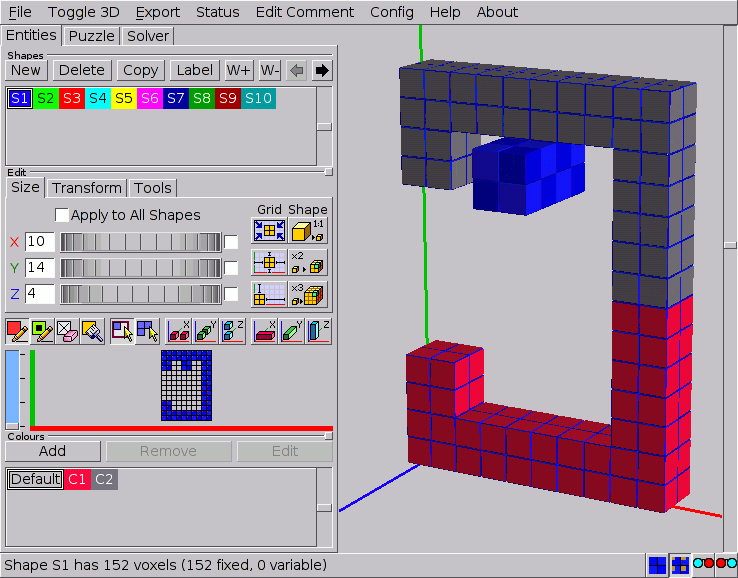 File Toggle 3D Export Status Edit Comment Config Help About
Entities Puzzle Solver
Shapes
New Delete Copy Label W+ W-
S1 S2 S3 S4 S5 S6 S7 S8 S9 S10
Edit
Size Transform Tools
Apply to All Shapes
Grid Shape
X 10
1:1
Y 14
x2
Z 4
x3
X Y Z X Y Z
Colours
Add Remove Edit
Default C1 C2
Shape S1 has 152 voxels (152 fixed, 0 variable)